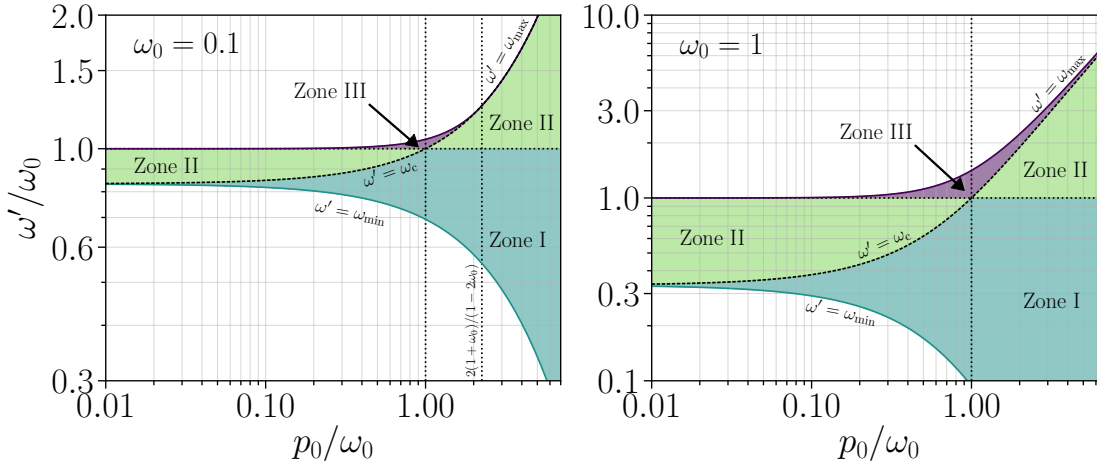 ω₀ = 0.1
2.0
1.5
1.0
0.6
0.3
ω′/ω₀
Zone III
Zone II
Zone II
Zone I
ω′ = ω_max
ω′ = ω_c
ω′ = ω_min
2(1 + ω₀)/(1 − 2ω₀)
0.01
0.10
1.00
p₀/ω₀
ω₀ = 1
10.0
3.0
1.0
0.3
0.1
Zone III
Zone II
Zone II
Zone I
ω′ = ω_max
ω′ = ω_c
ω′ = ω_min
0.01
0.10
1.00
p₀/ω₀